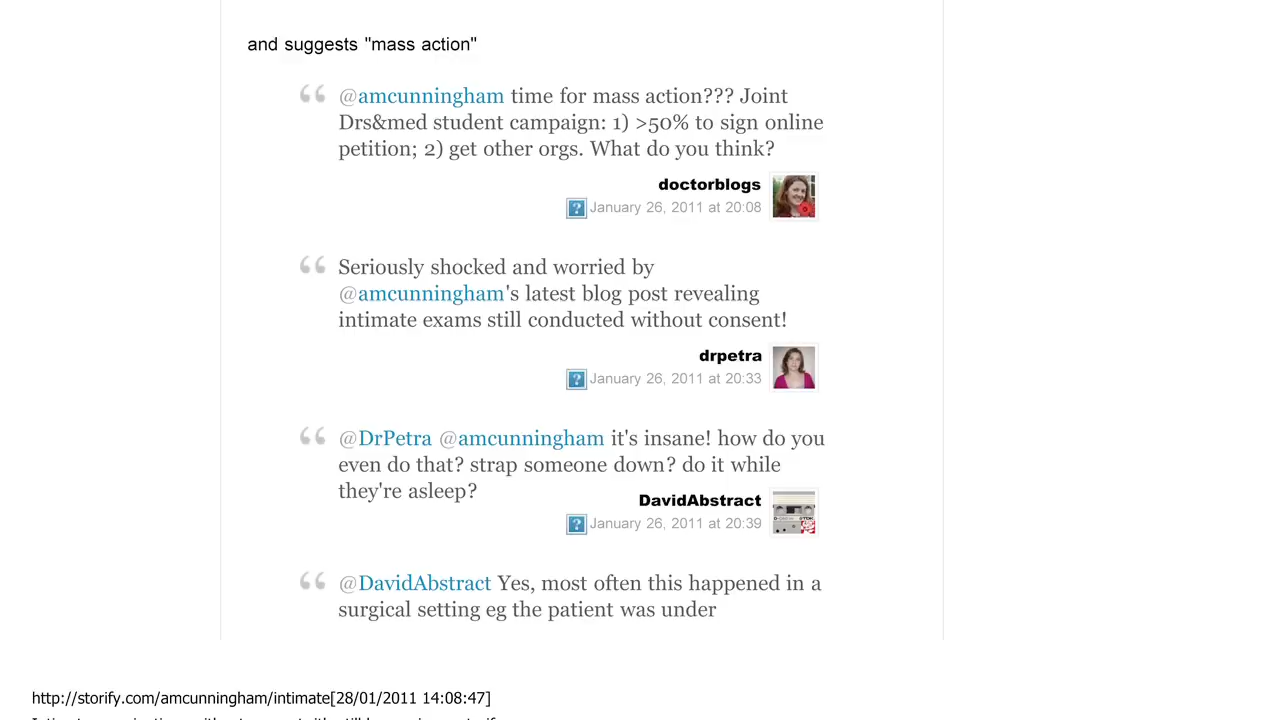 and suggests "mass action"
@amcunningham time for mass action??? Joint
Drs&med student campaign: 1) >50% to sign online
petition; 2) get other orgs. What do you think?
doctorblogs
January 26, 2011 at 20:08
Seriously shocked and worried by
@amcunningham's latest blog post revealing
intimate exams still conducted without consent!
drpetra
January 26, 2011 at 20:33
@DrPetra @amcunningham it's insane! how do you
even do that? strap someone down? do it while
they're asleep?
DavidAbstract
January 26, 2011 at 20:39
@DavidAbstract Yes, most often this happened in a
surgical setting eg the patient was under
http://storify.com/amcunningham/intimate[28/01/2011 14:08:47]